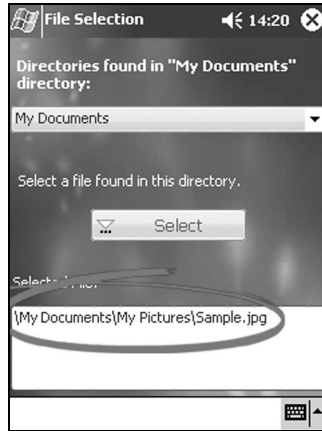 File Selection 14:20
Directories found in "My Documents"
directory:
My Documents
Select a file found in this directory.
Select
\My Documents\My Pictures\Sample.jpg